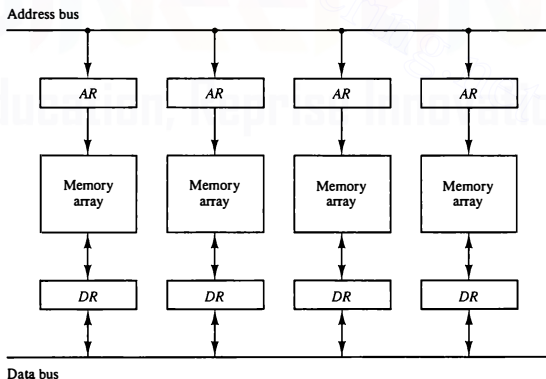 Address bus
AR AR AR AR
Memory array Memory array Memory array Memory array
DR DR DR DR
Data bus